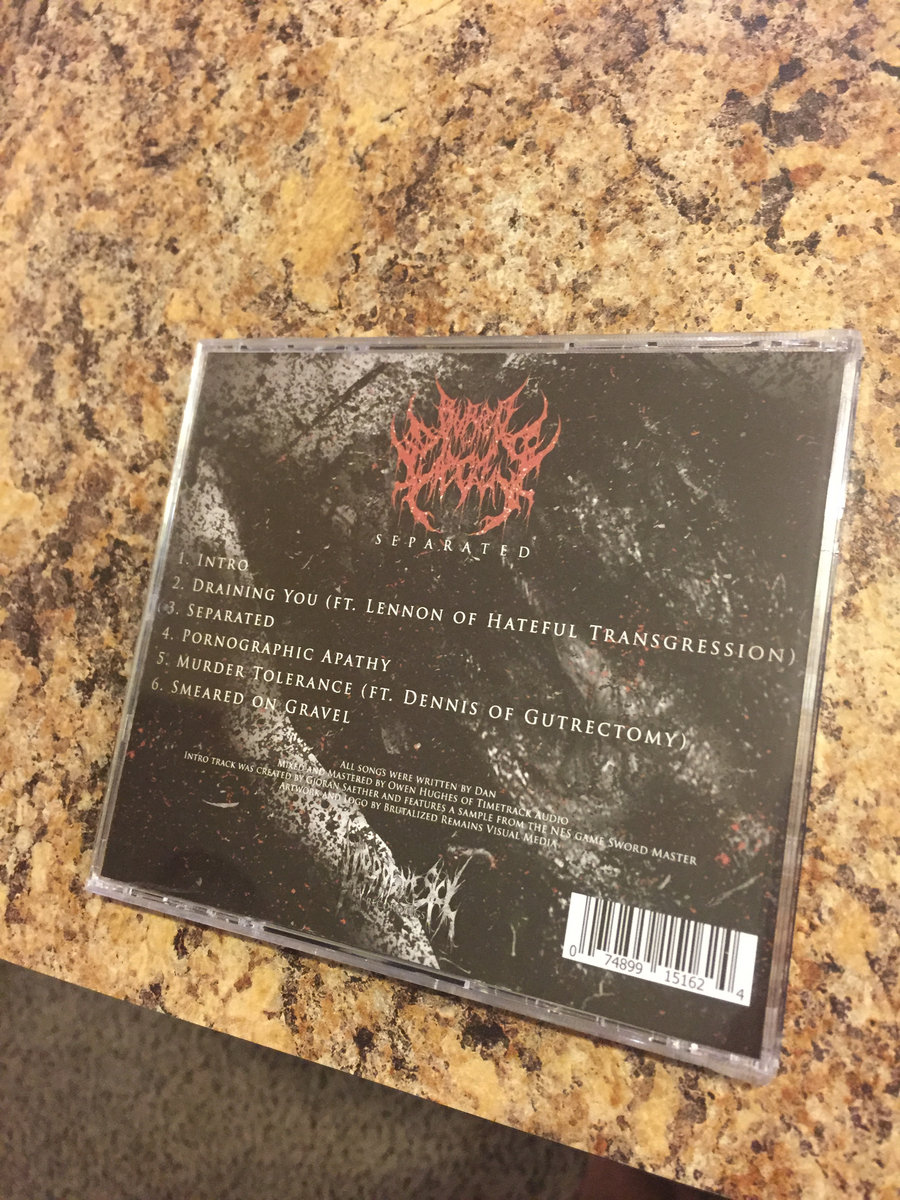 SEPARATED
1. INTRO
2. DRAINING YOU (FT. LENNON OF HATEFUL TRANSGRESSION)
3. SEPARATED
4. PORNOGRAPHIC APATHY
5. MURDER TOLERANCE (FT. DENNIS OF GUTRECTOMY)
6. SMEARED ON GRAVEL
ALL SONGS WERE WRITTEN BY DAN
MIXED AND MASTERED BY OWEN HUGHES OF TIMETRACK AUDIO
INTRO TRACK WAS CREATED BY GJORAN SAETHER AND FEATURES A SAMPLE FROM THE NES GAME SWORD MASTER
ARTWORK AND LOGO BY BRUTALIZED REMAINS VISUAL MEDIA
0 74899 15162 4